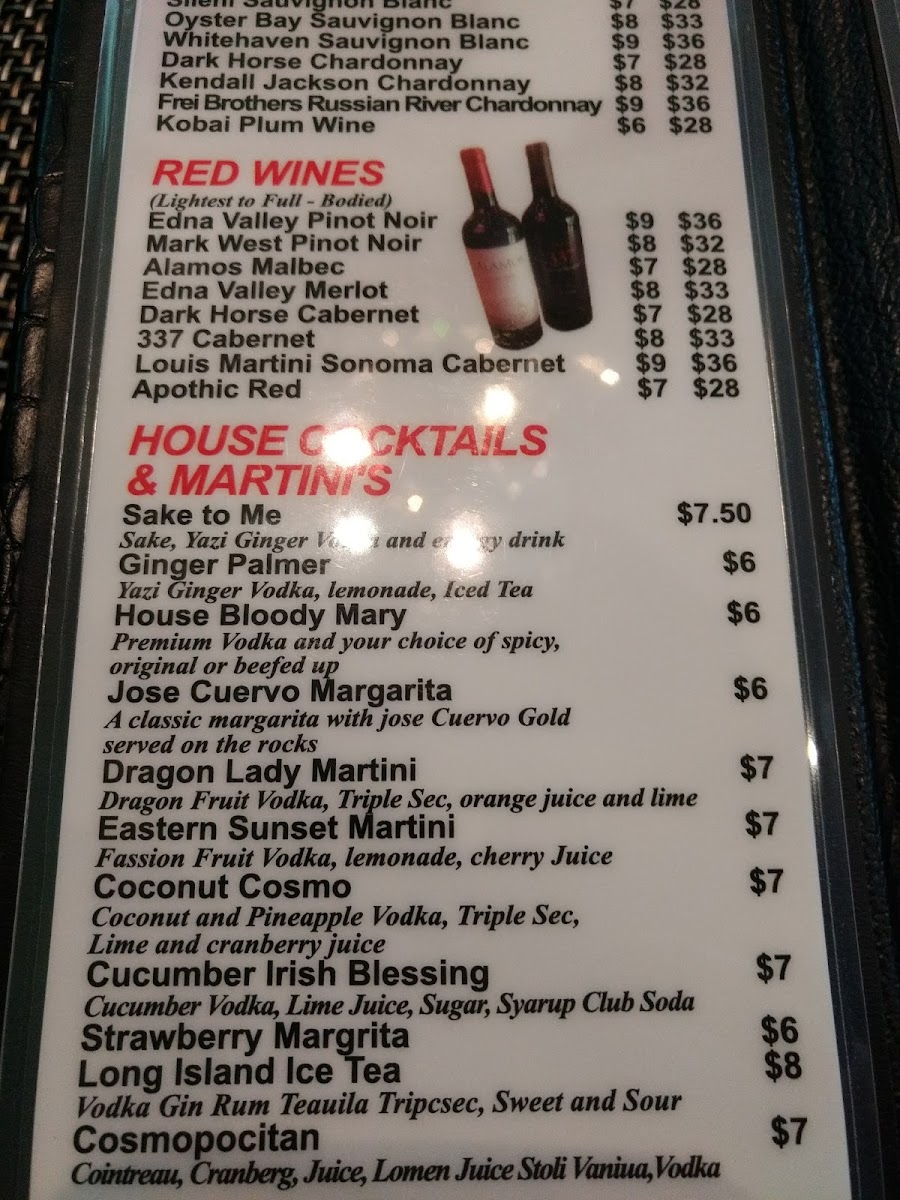 Sileni Sauvignon Blanc $7 $28
Oyster Bay Sauvignon Blanc $8 $33
Whitehaven Sauvignon Blanc $9 $36
Dark Horse Chardonnay $7 $28
Kendall Jackson Chardonnay $8 $32
Frei Brothers Russian River Chardonnay $9 $36
Kobai Plum Wine $6 $28
RED WINES
(Lightest to Full - Bodied)
Edna Valley Pinot Noir $9 $36
Mark West Pinot Noir $8 $32
Alamos Malbec $7 $28
Edna Valley Merlot $8 $33
Dark Horse Cabernet $7 $28
337 Cabernet $8 $33
Louis Martini Sonoma Cabernet $9 $36
Apothic Red $7 $28
HOUSE COCKTAILS
& MARTINI'S
Sake to Me $7.50
Sake, Yazi Ginger Vodka and energy drink
Ginger Palmer $6
Yazi Ginger Vodka, lemonade, Iced Tea
House Bloody Mary $6
Premium Vodka and your choice of spicy,
original or beefed up
Jose Cuervo Margarita $6
A classic margarita with jose Cuervo Gold
served on the rocks
Dragon Lady Martini $7
Dragon Fruit Vodka, Triple Sec, orange juice and lime
Eastern Sunset Martini $7
Fassion Fruit Vodka, lemonade, cherry Juice
Coconut Cosmo $7
Coconut and Pineapple Vodka, Triple Sec,
Lime and cranberry juice
Cucumber Irish Blessing $7
Cucumber Vodka, Lime Juice, Sugar, Syarup Club Soda
Strawberry Margrita $6
Long Island Ice Tea $8
Vodka Gin Rum Teauila Tripcsec, Sweet and Sour
Cosmopocitan $7
Cointreau, Cranberg, Juice, Lomen Juice Stoli Vaniua,Vodka